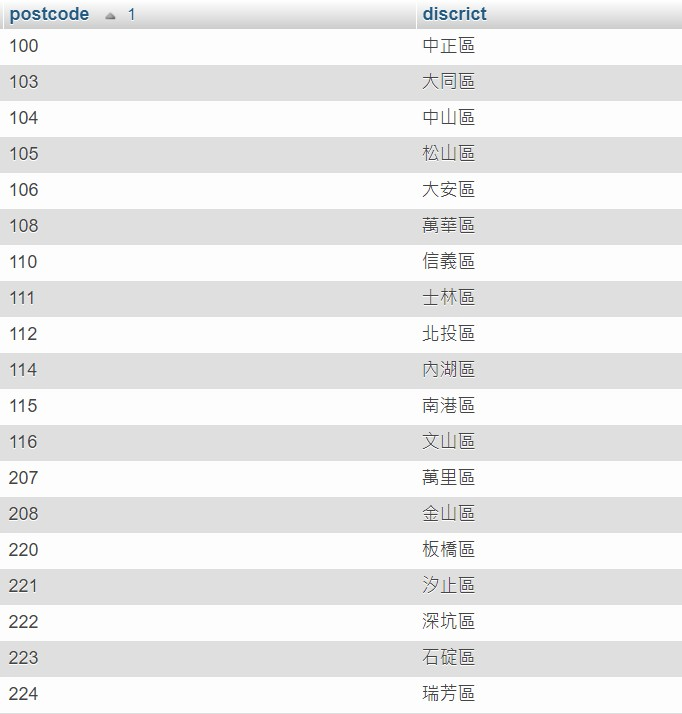 postcode 1 discrict
100 中正區
103 大同區
104 中山區
105 松山區
106 大安區
108 萬華區
110 信義區
111 士林區
112 北投區
114 內湖區
115 南港區
116 文山區
207 萬里區
208 金山區
220 板橋區
221 汐止區
222 深坑區
223 石碇區
224 瑞芳區